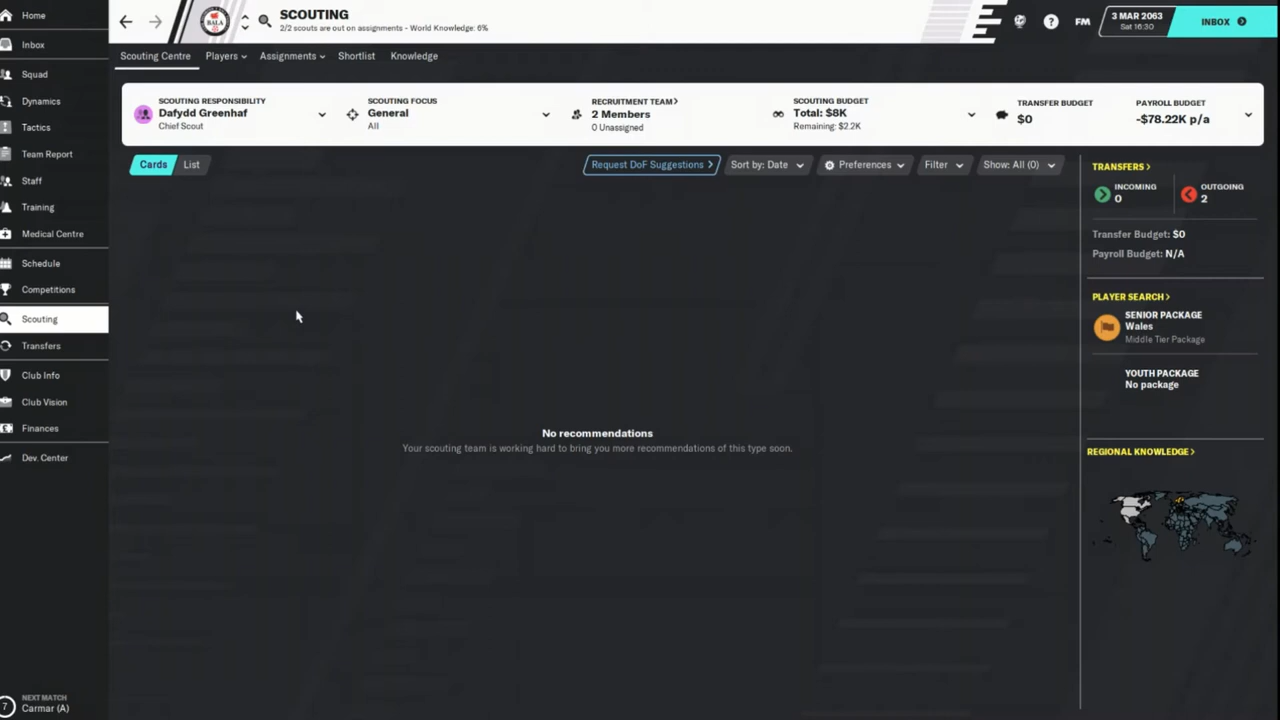 Home
Inbox
Squad
Dynamics
Tactics
Team Report
Staff
Training
Medical Centre
Schedule
Competitions
Scouting
Transfers
Club Info
Club Vision
Finances
Dev. Center
7
NEXT MATCH
Carmar (A)
BALA
SCOUTING
2/2 scouts are out on assignments - World Knowledge: 6%
?
FM
3 MAR 2063
Sat 16:30
INBOX
Scouting Centre
Players
Assignments
Shortlist
Knowledge
SCOUTING RESPONSIBILITY
Dafydd Greenhaf
Chief Scout
SCOUTING FOCUS
General
All
RECRUITMENT TEAM>
2 Members
0 Unassigned
SCOUTING BUDGET
Total: $8K
Remaining: $2.2K
TRANSFER BUDGET
$0
PAYROLL BUDGET
-$78.22K p/a
Cards
List
Request DoF Suggestions >
Sort by: Date
Preferences
Filter
Show: All (0)
No recommendations
Your scouting team is working hard to bring you more recommendations of this type soon.
TRANSFERS >
INCOMING
0
OUTGOING
2
Transfer Budget: $0
Payroll Budget: N/A
PLAYER SEARCH >
SENIOR PACKAGE
Wales
Middle Tier Package
YOUTH PACKAGE
No package
REGIONAL KNOWLEDGE >